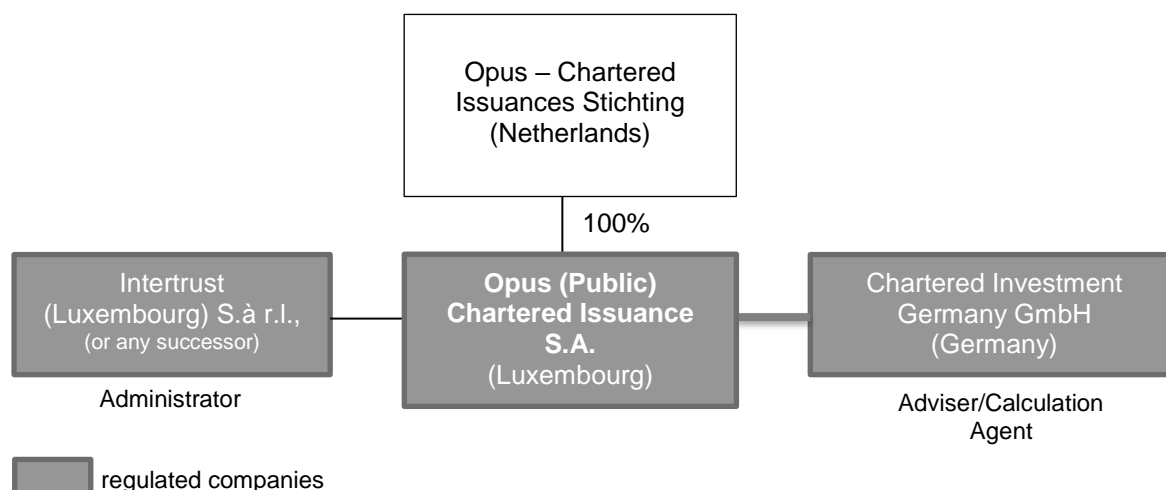 Opus – Chartered
Issuances Stichting
(Netherlands)
100%
Intertrust
(Luxembourg) S.à r.l.,
(or any successor)
Administrator
Opus (Public)
Chartered Issuance
S.A.
(Luxembourg)
Chartered Investment
Germany GmbH
(Germany)
Adviser/Calculation
Agent
regulated companies